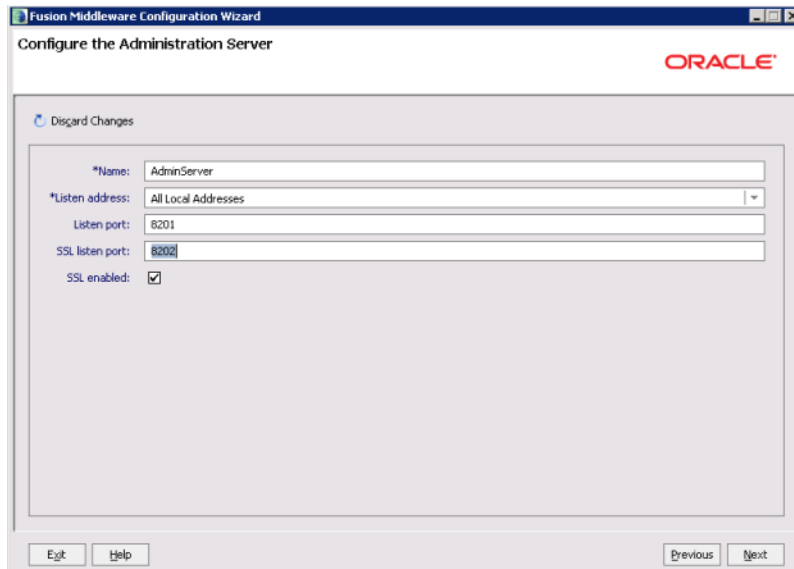 Fusion Middleware Configuration Wizard
Configure the Administration Server
ORACLE
Discard Changes
*Name: AdminServer
*Listen address: All Local Addresses
Listen port: 8201
SSL listen port: 8202
SSL enabled:
Exit Help Previous Next